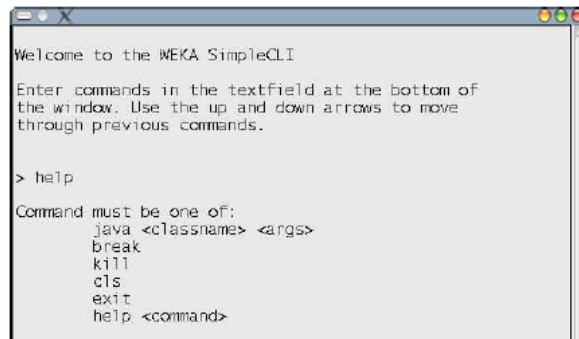 Welcome to the WEKA SimpleCLI
Enter commands in the textfield at the bottom of
the window. Use the up and down arrows to move
through previous commands.
> help
Command must be one of:
java <classname> <args>
break
kill
cls
exit
help <command>